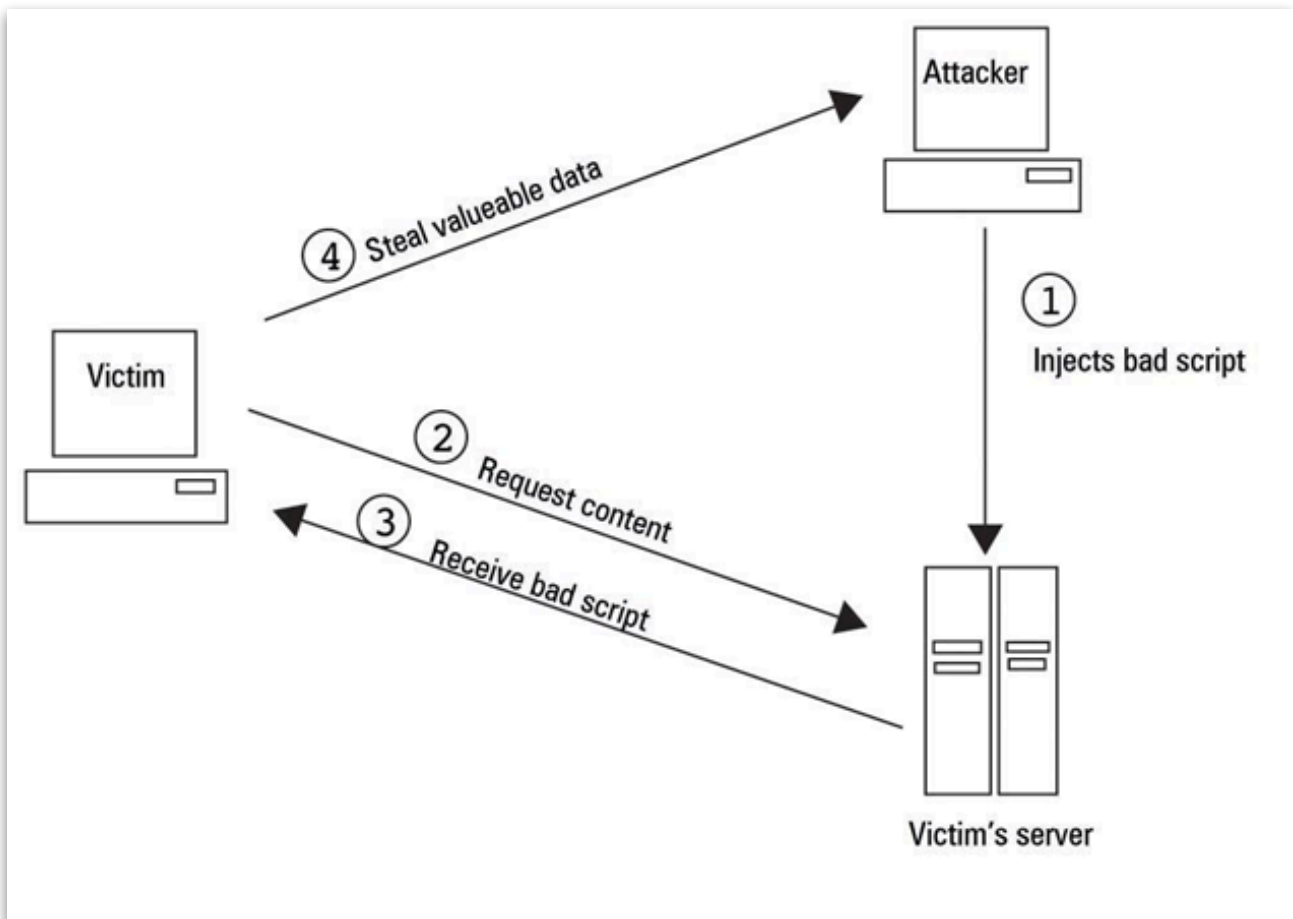 Attacker
④ Steal valueable data
①
Injects bad script
Victim
② Request content
③ Receive bad script
Victim's server